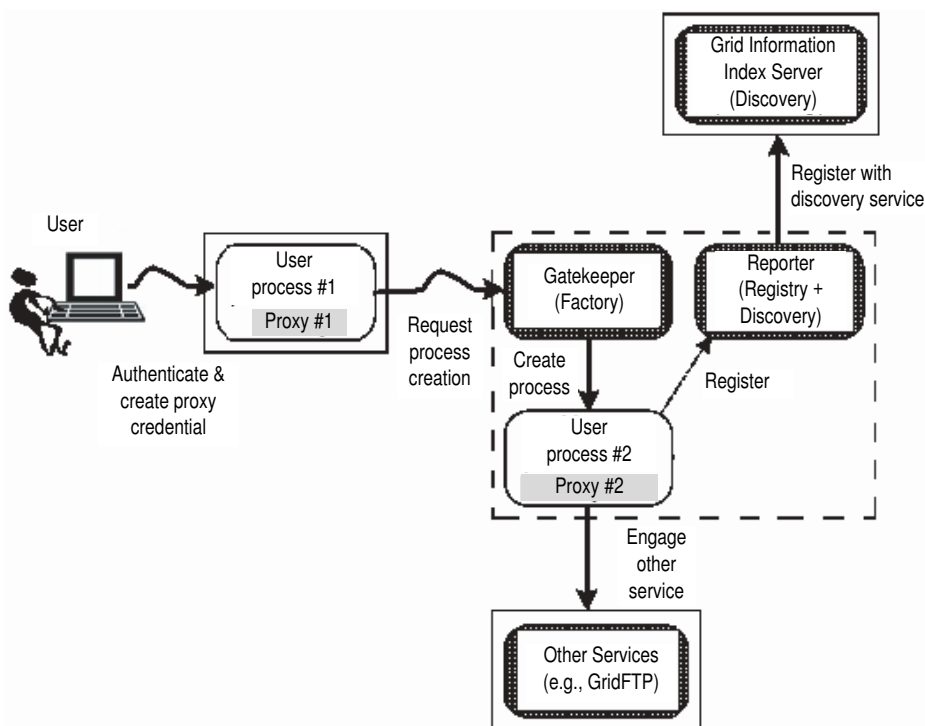 Grid Information
Index Server
(Discovery)
Register with
discovery service
User
User
process #1
Proxy #1
Gatekeeper
(Factory)
Reporter
(Registry +
Discovery)
Request
process
creation
Authenticate &
create proxy
credential
Create
process
Register
User
process #2
Proxy #2
Engage
other
service
Other Services
(e.g., GridFTP)